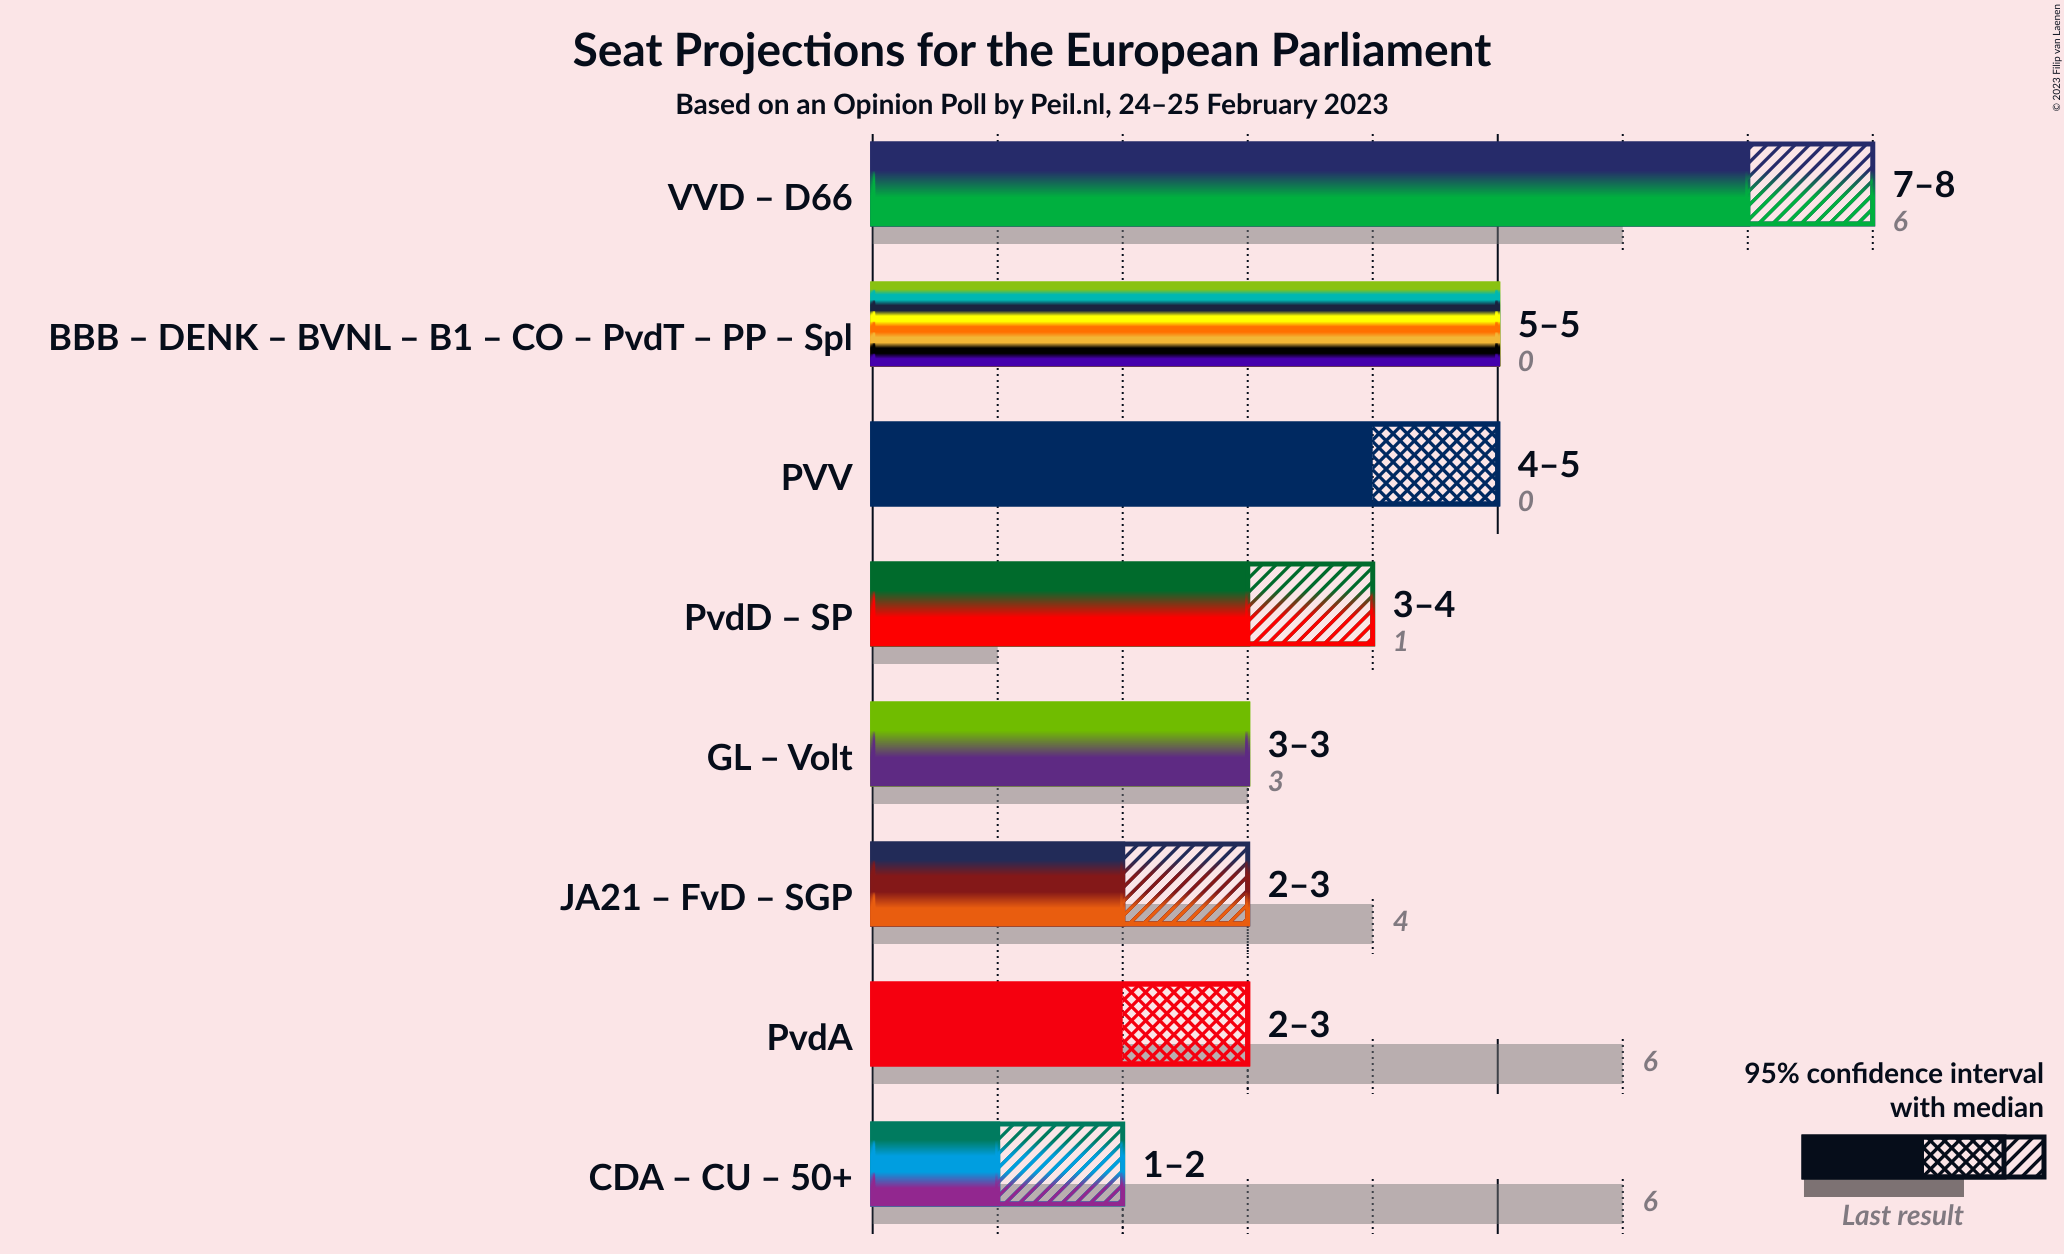 Seat Projections for the European Parliament
Based on an Opinion Poll by Peil.nl, 24–25 February 2023
© 2023 Filip van Laenen
VVD – D66
7–8
6
BBB – DENK – BVNL – B1 – CO – PvdT – PP – Spl
5–5
0
PVV
4–5
0
PvdD – SP
3–4
1
GL – Volt
3–3
3
JA21 – FvD – SGP
2–3
4
PvdA
2–3
6
CDA – CU – 50+
1–2
6
95% confidence interval
with median
Last result